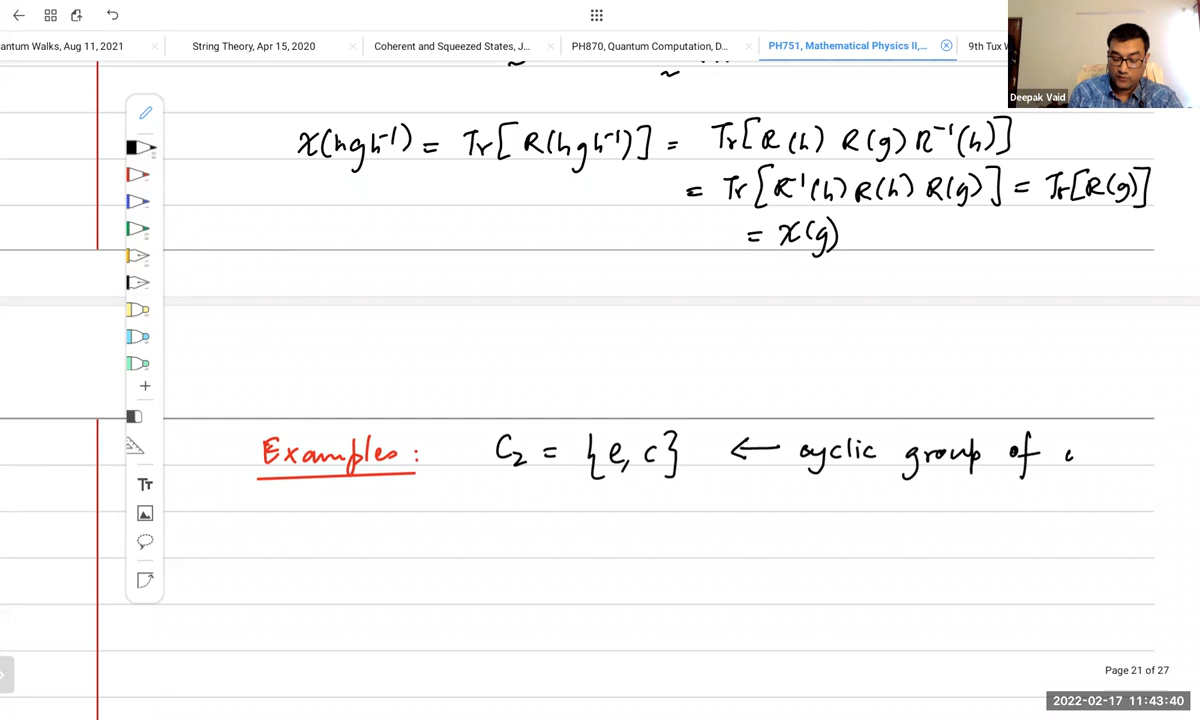 antum Walks, Aug 11, 2021 × String Theory, Apr 15, 2020 × Coherent and Squeezed States, J... × PH870, Quantum Computation, D... × PH751, Mathematical Physics II,... 9th Tux W
Deepak Vaid
χ(hgh⁻¹) = Tr[R(hgh⁻¹)] = Tr[R(h) R(g) R⁻¹(h)]
= Tr[R⁻¹(h) R(h) R(g)] = Tr[R(g)]
= χ(g)
Examples: C₂ = {e, c} ← cyclic group of
TT
Page 21 of 27
2022-02-17 11:43:40